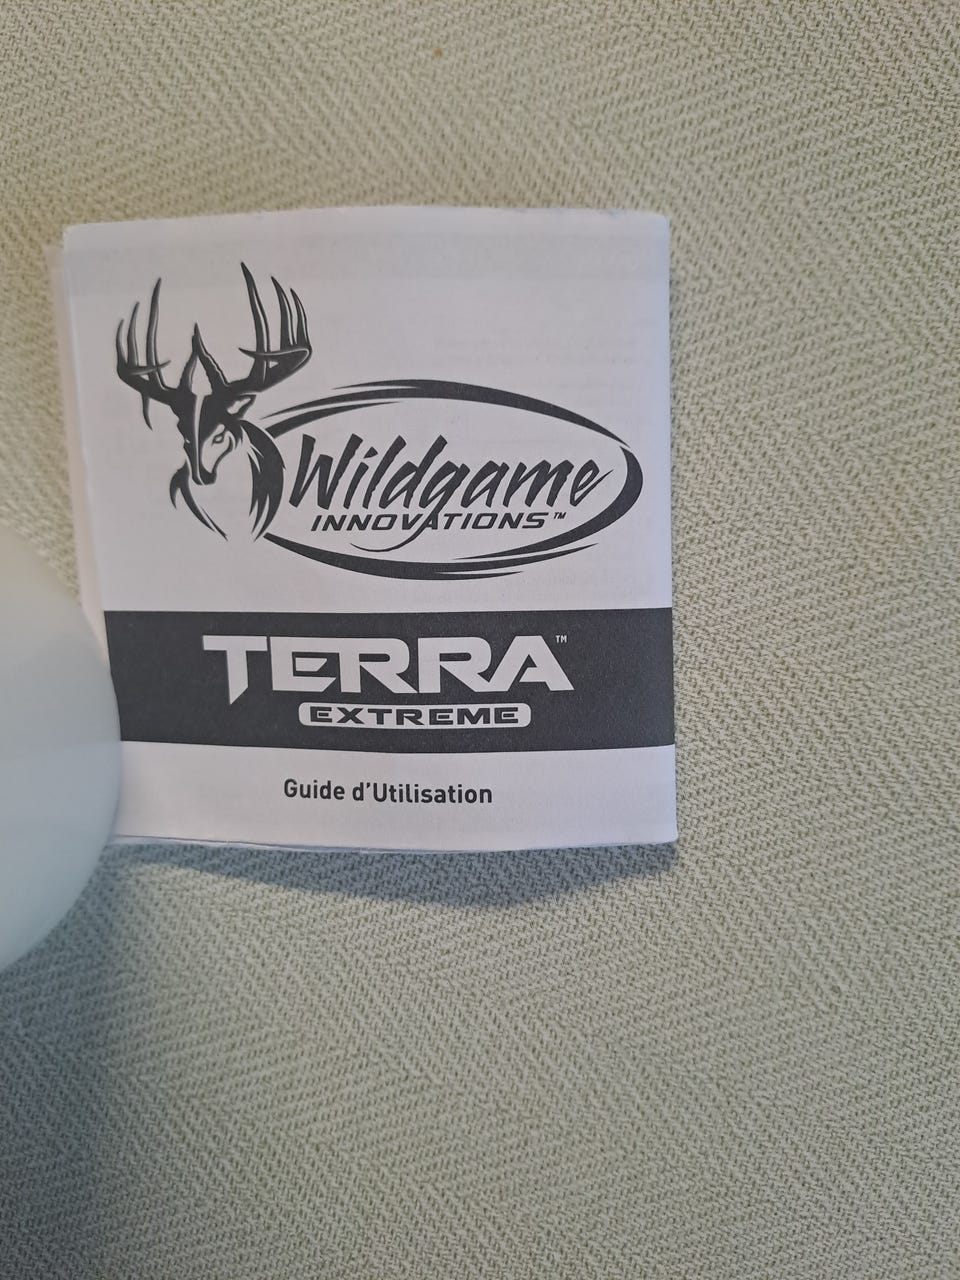 Wildgame
INNOVATIONS™
TERRA™
EXTREME
Guide d'Utilisation